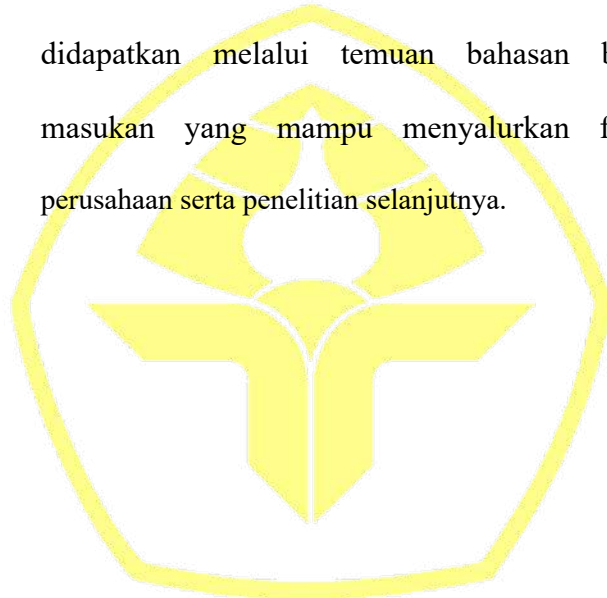 didapatkan melalui temuan bahasan
masukan yang mampu menyalurkan
perusahaan serta penelitian selanjutnya.